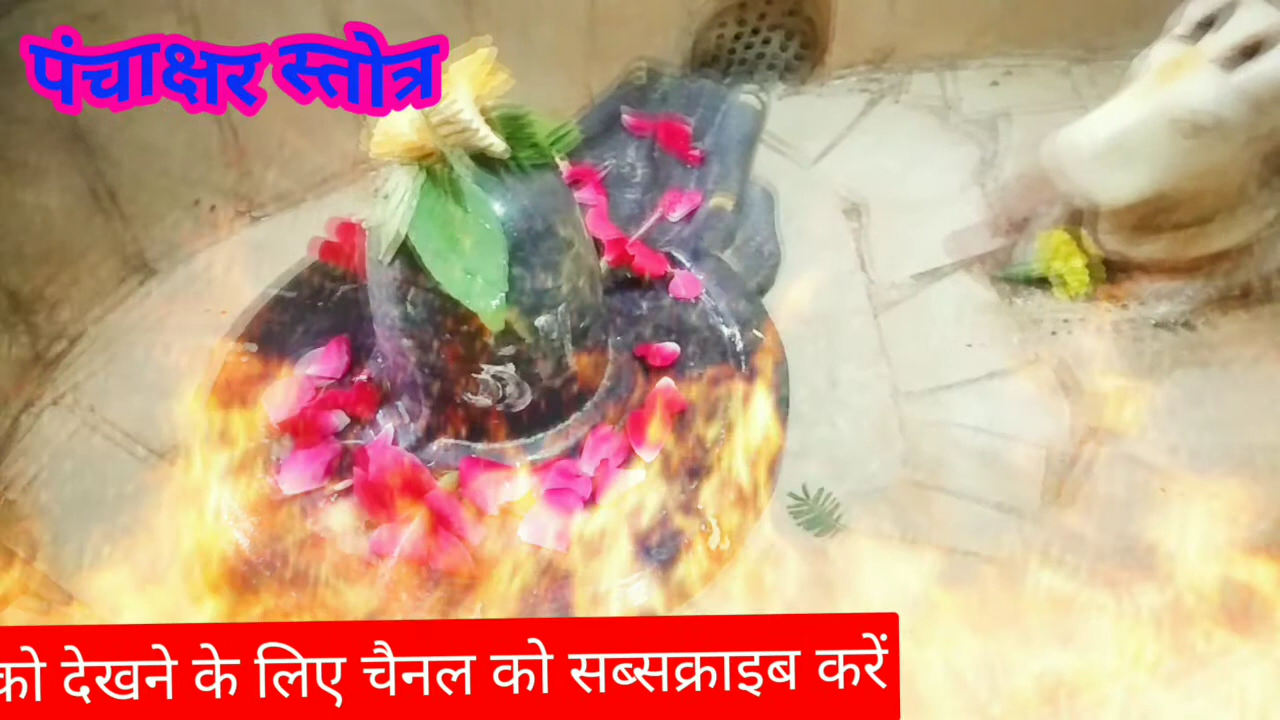 पंचाक्षर स्तोत्र
को देखने के लिए चैनल को सब्सक्राइब करें